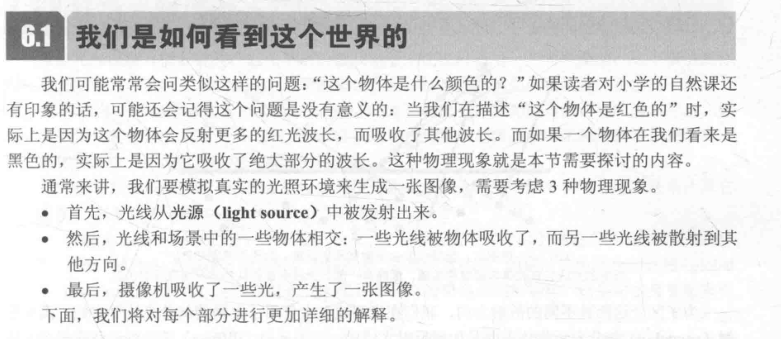 6.1 我们是如何看到这个世界的
我们可能常常会问类似这样的问题：“这个物体是什么颜色的？”如果读者对小学的自然课还
有印象的话，可能还会记得这个问题是没有意义的：当我们在描述“这个物体是红色的”时，实
际上是因为这个物体会反射更多的红光波长，而吸收了其他波长。而如果一个物体在我们看来是
黑色的，实际上是因为它吸收了绝大部分的波长。这种物理现象就是本节需要探讨的内容。
通常来讲，我们要模拟真实的光照环境来生成一张图像，需要考虑 3 种物理现象。
• 首先，光线从光源（light source）中被发射出来。
• 然后，光线和场景中的一些物体相交：一些光线被物体吸收了，而另一些光线被散射到其
他方向。
• 最后，摄像机吸收了一些光，产生了一张图像。
下面，我们将对每个部分进行更加详细的解释。